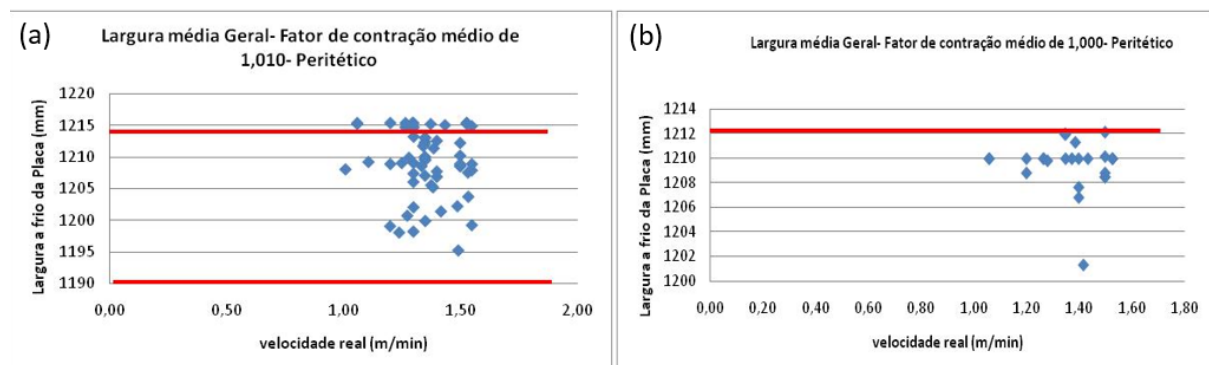 (a)
Largura média Geral- Fator de contração médio de
1,010- Peritético
Largura a frio da Placa (mm)
1220
1215
1210
1205
1200
1195
1190
0,00 0,50 1,00 1,50 2,00
velocidade real (m/min)
(b)
Largura média Geral- Fator de contração médio de 1,000- Peritético
Largura a frio da Placa (mm)
1214
1212
1210
1208
1206
1204
1202
1200
0,00 0,20 0,40 0,60 0,80 1,00 1,20 1,40 1,60 1,80
velocidade real (m/min)